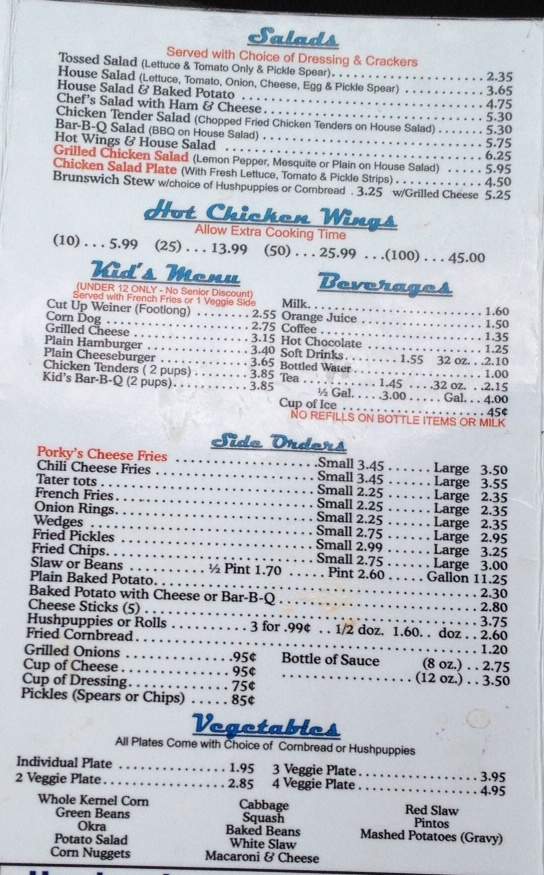 Salads
Served with Choice of Dressing & Crackers
Tossed Salad (Lettuce & Tomato Only & Pickle Spear) . . . . . 2.35
House Salad (Lettuce, Tomato, Onion, Cheese, Egg & Pickle Spear) . . . . . 3.65
House Salad & Baked Potato . . . . . 4.75
Chef's Salad with Ham & Cheese . . . . . 5.30
Chicken Tender Salad (Chopped Fried Chicken Tenders on House Salad) . . . . . 5.30
Bar-B-Q Salad (BBQ on House Salad) . . . . . 5.75
Hot Wings & House Salad . . . . . 6.25
Grilled Chicken Salad (Lemon Pepper, Mesquite or Plain on House Salad) . . . . . 5.95
Chicken Salad Plate (With Fresh Lettuce, Tomato & Pickle Strips) . . . . . 4.50
Brunswich Stew w/choice of Hushpuppies or Cornbread . 3.25 w/Grilled Cheese 5.25
Hot Chicken Wings
Allow Extra Cooking Time
(10) . . . 5.99 (25) . . . 13.99 (50) . . . 25.99 . . .(100) . . . 45.00
Kid's Menu
(UNDER 12 ONLY - No Senior Discount)
Served with French Fries or 1 Veggie Side
Cut Up Weiner (Footlong) . . . . . 2.55
Corn Dog . . . . . 2.75
Grilled Cheese . . . . . 3.15
Plain Hamburger . . . . . 3.40
Plain Cheeseburger . . . . . 3.65
Chicken Tenders ( 2 pups) . . . . . 3.85
Kid's Bar-B-Q (2 pups) . . . . . 3.85
Beverages
Milk . . . . . 1.60
Orange Juice . . . . . 1.50
Coffee . . . . . 1.35
Hot Chocolate . . . . . 1.25
Soft Drinks . . . . . 1.55 32 oz. . .2.10
Bottled Water . . . . . 1.00
Tea . . . . . 1.45 . . . .32 oz. . .2.15
½ Gal. . . . .3.00 . . . . . Gal. . . 4.00
Cup of Ice . . . . . 45¢
NO REFILLS ON BOTTLE ITEMS OR MILK
Side Orders
Porky's Cheese Fries . . . . . Small 3.45 . . . . . Large 3.50
Chili Cheese Fries . . . . . Small 3.45 . . . . . Large 3.55
Tater tots . . . . . Small 2.25 . . . . . Large 2.35
French Fries . . . . . Small 2.25 . . . . . Large 2.35
Onion Rings . . . . . Small 2.25 . . . . . Large 2.35
Wedges . . . . . Small 2.75 . . . . . Large 2.95
Fried Pickles . . . . . Small 2.99 . . . . . Large 3.25
Fried Chips . . . . . Small 2.75 . . . . . Large 3.00
Slaw or Beans . . . . . ½ Pint 1.70 . . . . . Pint 2.60 . . . . . Gallon 11.25
Plain Baked Potato . . . . . 2.30
Baked Potato with Cheese or Bar-B-Q . . . . . 2.80
Cheese Sticks (5) . . . . . 3.75
Hushpuppies or Rolls . . . . . 3 for .99¢ . . 1/2 doz. 1.60. . doz . . 2.60
Fried Cornbread . . . . . 1.20
Grilled Onions . . . . . .95¢ Bottle of Sauce (8 oz.) . . 2.75
Cup of Cheese . . . . . 95¢ . . . . . (12 oz.) . . 3.50
Cup of Dressing . . . . . 75¢
Pickles (Spears or Chips) . . . . . 85¢
Vegetables
All Plates Come with Choice of Cornbread or Hushpuppies
Individual Plate . . . . . 1.95 3 Veggie Plate . . . . . 3.95
2 Veggie Plate . . . . . 2.85 4 Veggie Plate . . . . . 4.95
Whole Kernel Corn
Green Beans
Okra
Potato Salad
Corn Nuggets
Cabbage
Squash
Baked Beans
White Slaw
Macaroni & Cheese
Red Slaw
Pintos
Mashed Potatoes (Gravy)